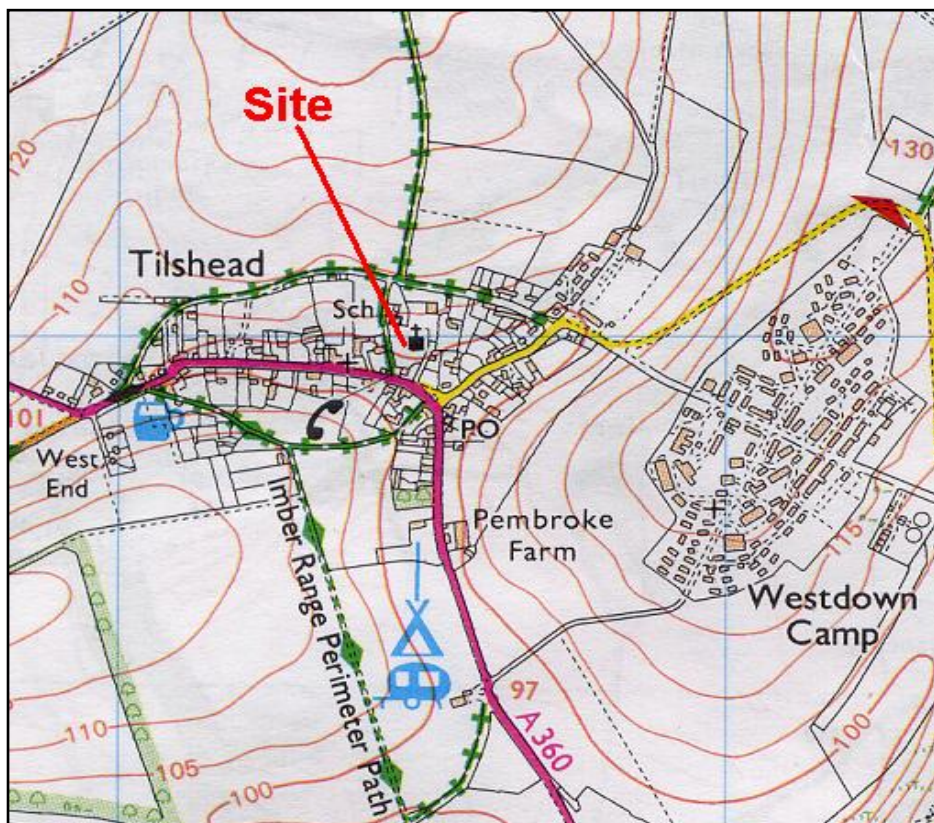 Site
120
130
Tilshead
110
Sch
101
PO
West
End
Pembroke
Farm
Imber Range Perimeter Path
115
Westdown
Camp
97
A360
110
105
100
100